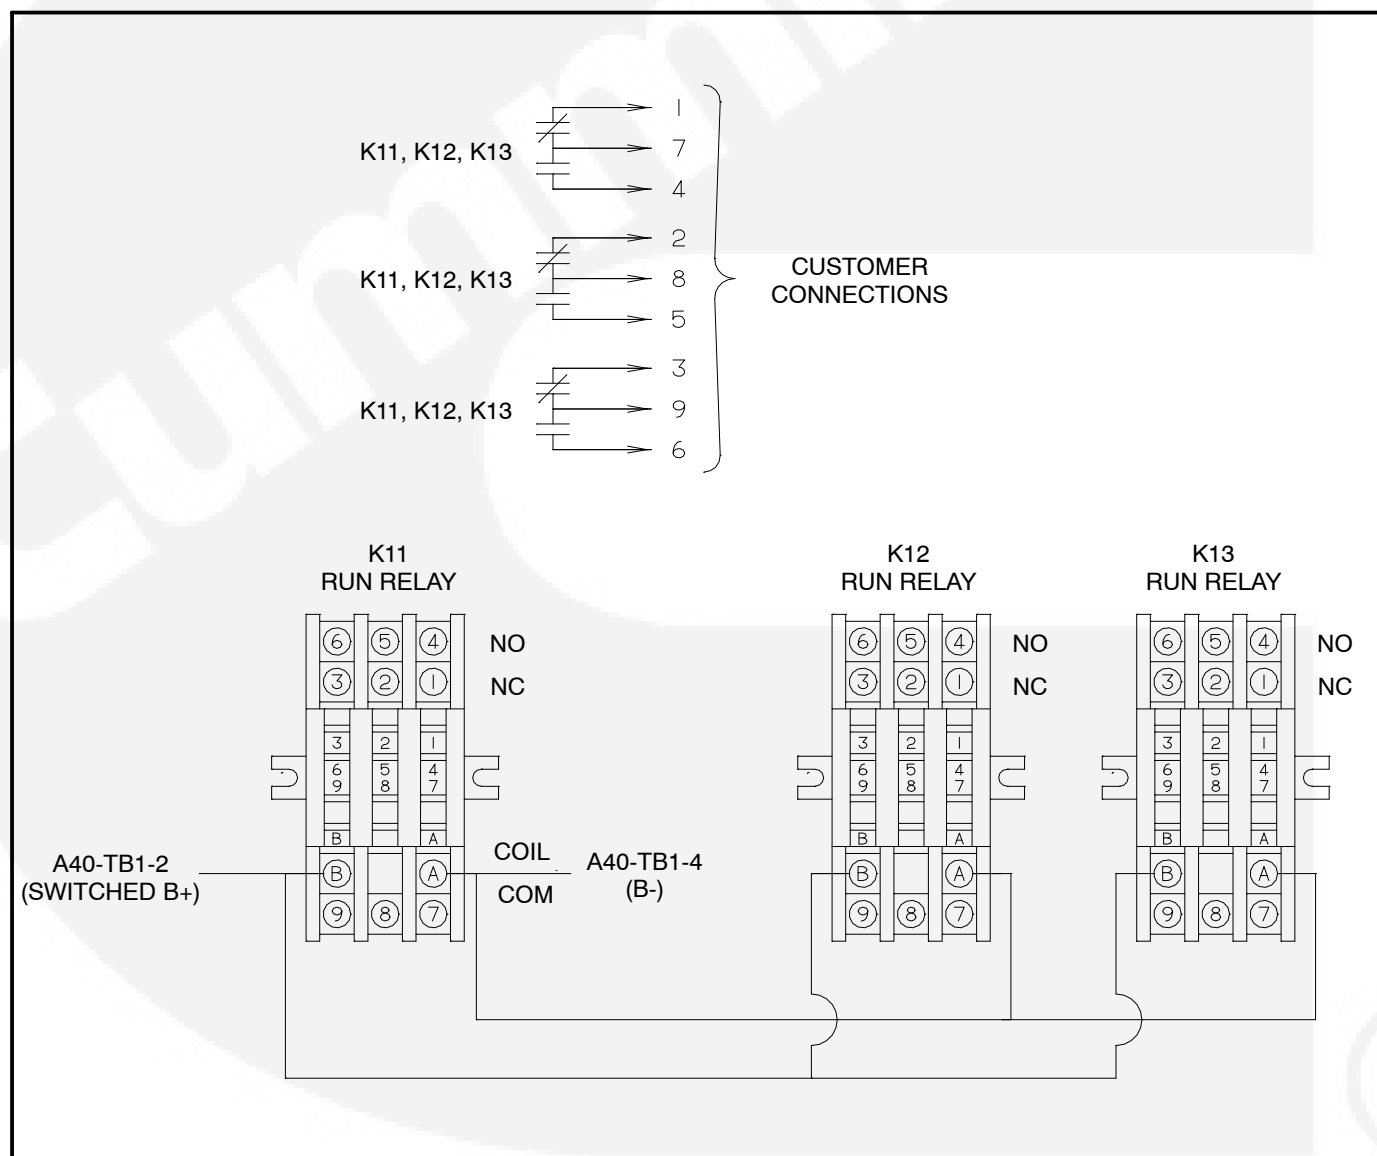 Cummin
1
K11, K12, K13
7
4
2
K11, K12, K13
8
5
CUSTOMER
CONNECTIONS
3
K11, K12, K13
9
6
K11
RUN RELAY
6 5 4 NO
3 2 1 NC
3 2 1
6 5 4
9 8 7
B A
B A
9 8 7
A40-TB1-2
(SWITCHED B+)
COIL
COM
A40-TB1-4
(B-)
K12
RUN RELAY
6 5 4 NO
3 2 1 NC
3 2 1
6 5 4
9 8 7
B A
B A
9 8 7
K13
RUN RELAY
6 5 4 NO
3 2 1 NC
3 2 1
6 5 4
9 8 7
B A
B A
9 8 7